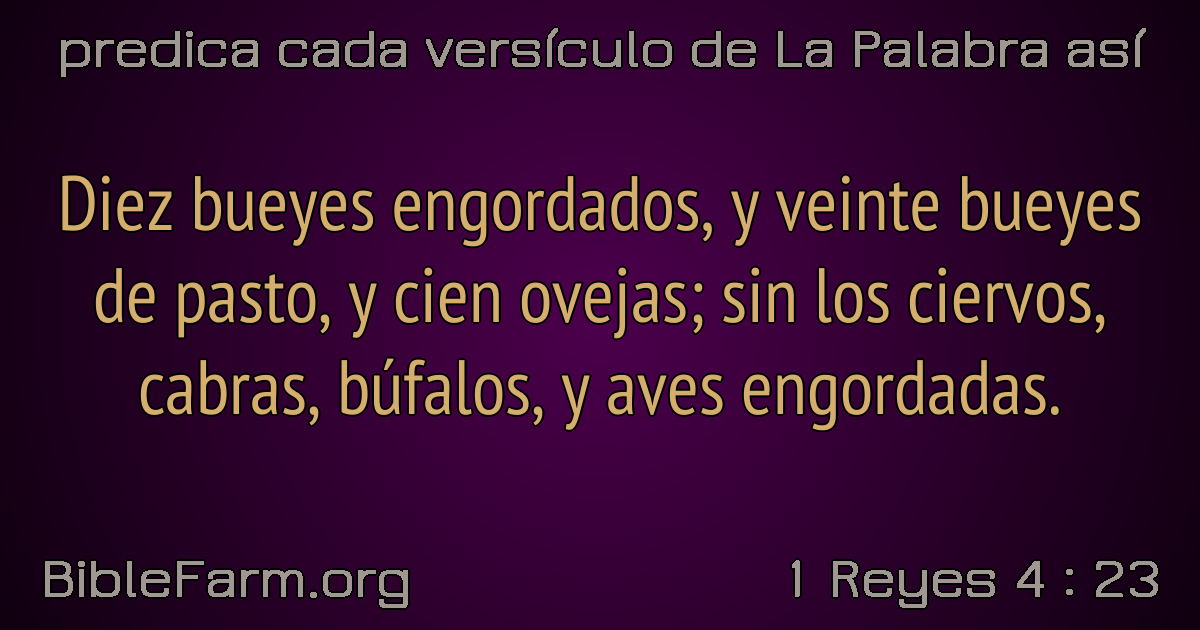 predica cada versículo de La Palabra así
Diez bueyes engordados, y veinte bueyes
de pasto, y cien ovejas; sin los ciervos,
cabras, búfalos, y aves engordadas.
BibleFarm.org
1 Reyes 4 : 23